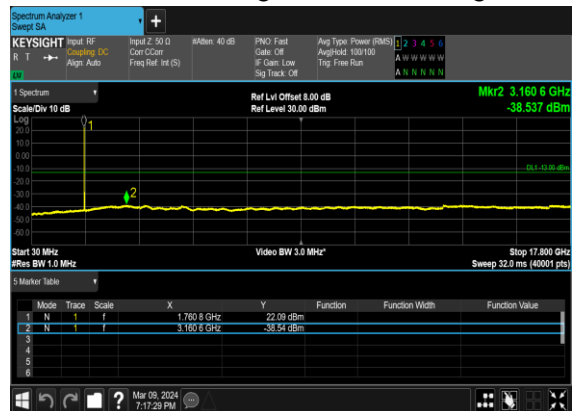 Spectrum Analyzer 1
Swept SA
+
KEYSIGHT Input: RF Input Z: 50 Ω #Atten: 40 dB PNO: Fast Avg Type: Power (RMS) 1 2 3 4 5 6
R T Coupling: DC Corr CCorr Gate: Off Avg|Hold: 100/100 A W W W W W
Align: Auto Freq Ref: Int (S) IF Gain: Low Trig: Free Run
Sig Track: Off A N N N N N
1 Spectrum Ref Lvl Offset 8.00 dB Mkr2 3.160 6 GHz
Scale/Div 10 dB Ref Level 30.00 dBm -38.537 dBm
Log
20.0
10.0
0.00
-10.0
-20.0
-30.0
-40.0
-50.0
-60.0
1
2
DL1 -13.00 dBm
Start 30 MHz Video BW 3.0 MHz* Stop 17.800 GHz
#Res BW 1.0 MHz Sweep 32.0 ms (40001 pts)
5 Marker Table
Mode Trace Scale X Y Function Function Width Function Value
1 N 1 f 1.760 8 GHz 22.09 dBm
2 N 1 f 3.160 6 GHz -38.54 dBm
3
4
5
6
? Mar 09, 2024
7:17:29 PM